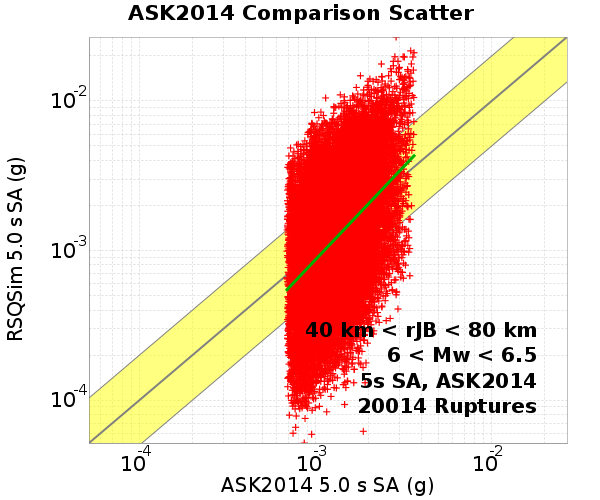 ASK2014 Comparison Scatter
RSQSim 5.0 s SA (g)
10-2
10-3
10-4
40 km < rJB < 80 km
6 < Mw < 6.5
5s SA, ASK2014
20014 Ruptures
10-4 10-3 10-2
ASK2014 5.0 s SA (g)